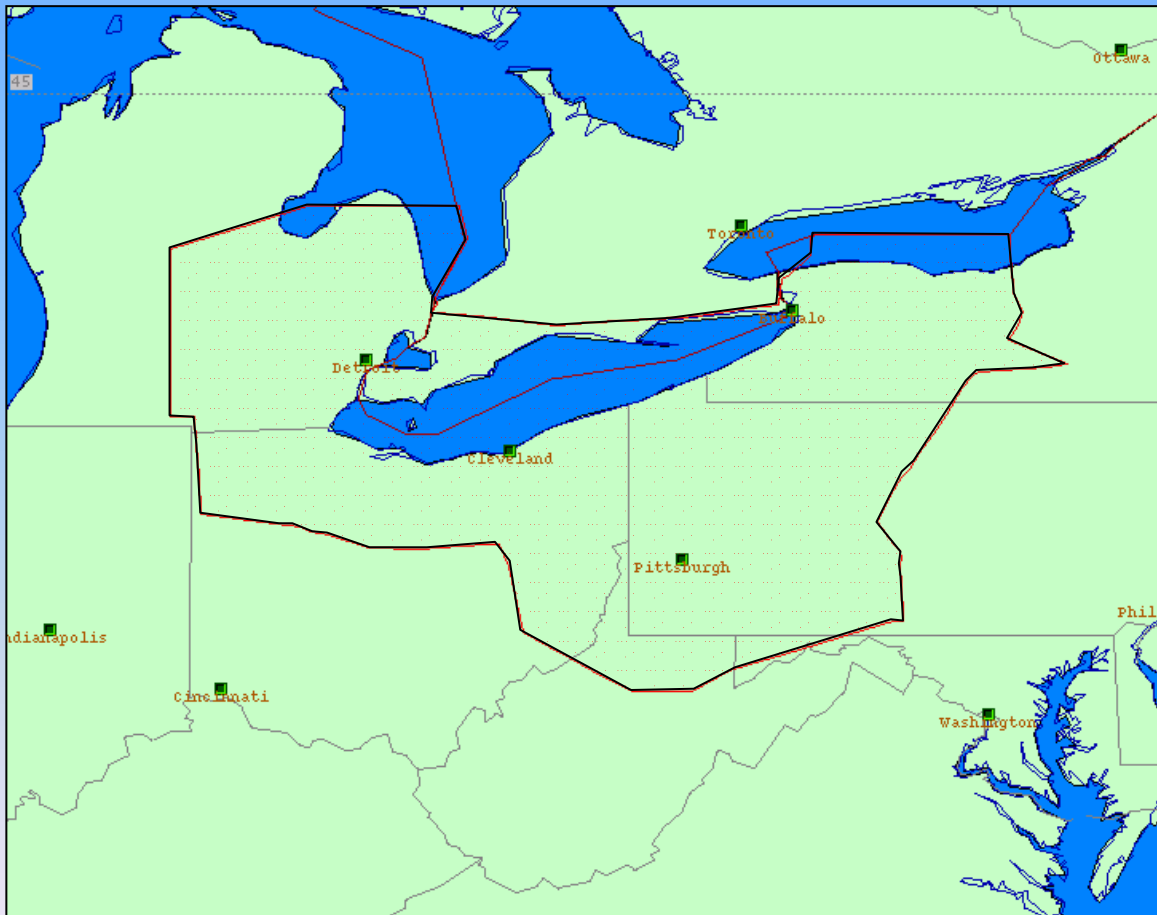 Ottawa
45
Toronto
Buffalo
Detroit
Cleveland
Pittsburgh
Phil
ndianapolis
Cincinnati
Washington